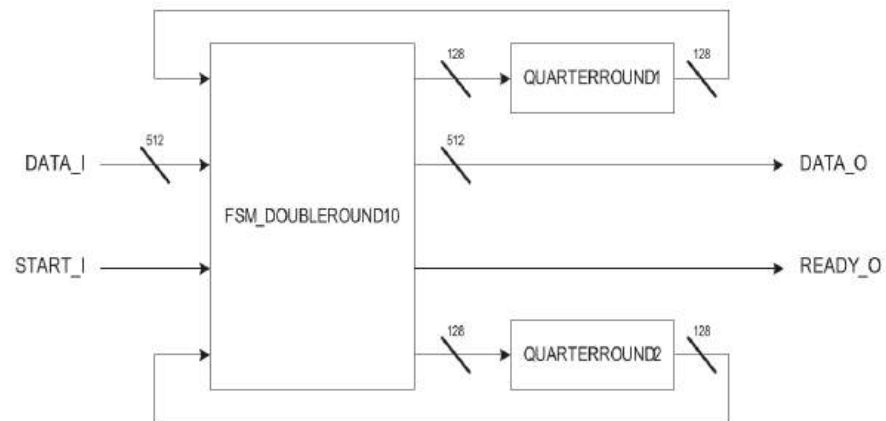 128
QUARTERROUND1
128
DATA_I
512
512
DATA_O
FSM_DOUBLEROUND10
START_I
READY_O
128
QUARTERROUND2
128